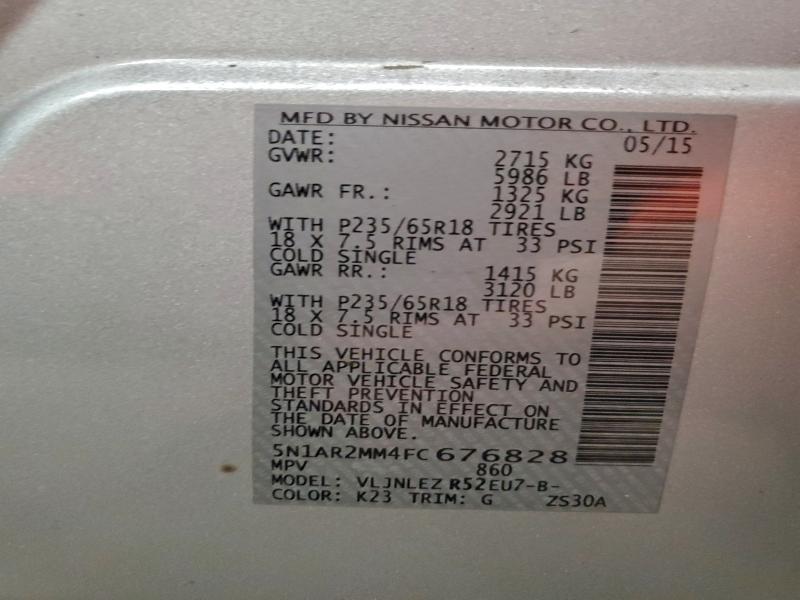 MFD BY NISSAN MOTOR CO., LTD.
DATE: 05/15
GVWR: 2715 KG
5986 LB
GAWR FR.: 1325 KG
2921 LB
WITH P235/65R18 TIRES
18 X 7.5 RIMS AT 33 PSI
COLD SINGLE
GAWR RR.: 1415 KG
3120 LB
WITH P235/65R18 TIRES
18 X 7.5 RIMS AT 33 PSI
COLD SINGLE
THIS VEHICLE CONFORMS TO
ALL APPLICABLE FEDERAL
MOTOR VEHICLE SAFETY AND
THEFT PREVENTION
STANDARDS IN EFFECT ON
THE DATE OF MANUFACTURE
SHOWN ABOVE.
5N1AR2MM4FC676828
MPV 860
MODEL: VLJNLEZ R52EU7-B-
COLOR: K23 TRIM: G ZS30A